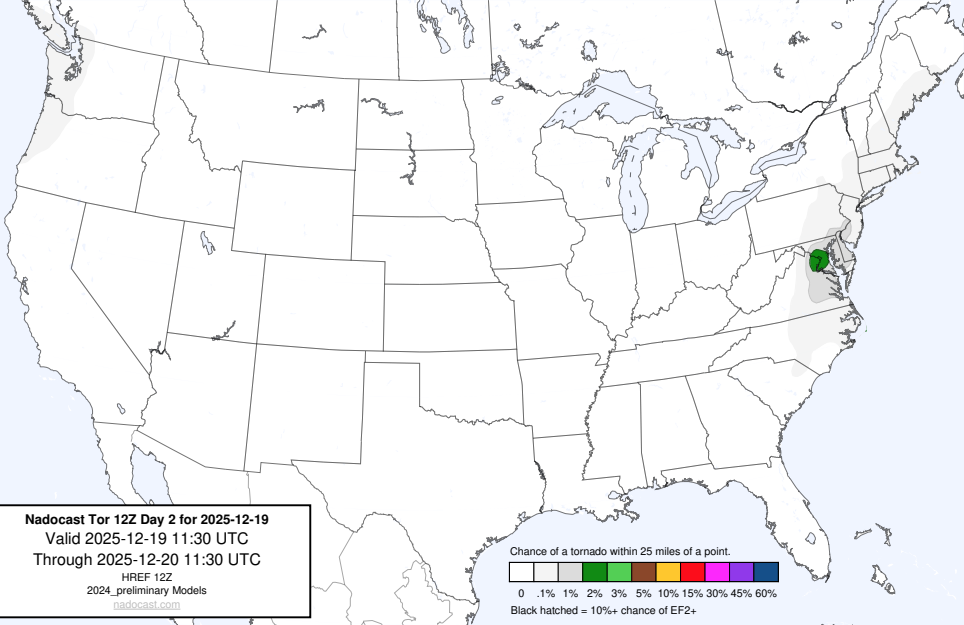 Nadocast Tor 12Z Day 2 for 2025-12-19
Valid 2025-12-19 11:30 UTC
Through 2025-12-20 11:30 UTC
HREF 12Z
2024_preliminary Models
nadocast.com
Chance of a tornado within 25 miles of a point.
0 .1% 1% 2% 3% 5% 10% 15% 30% 45% 60%
Black hatched = 10%+ chance of EF2+